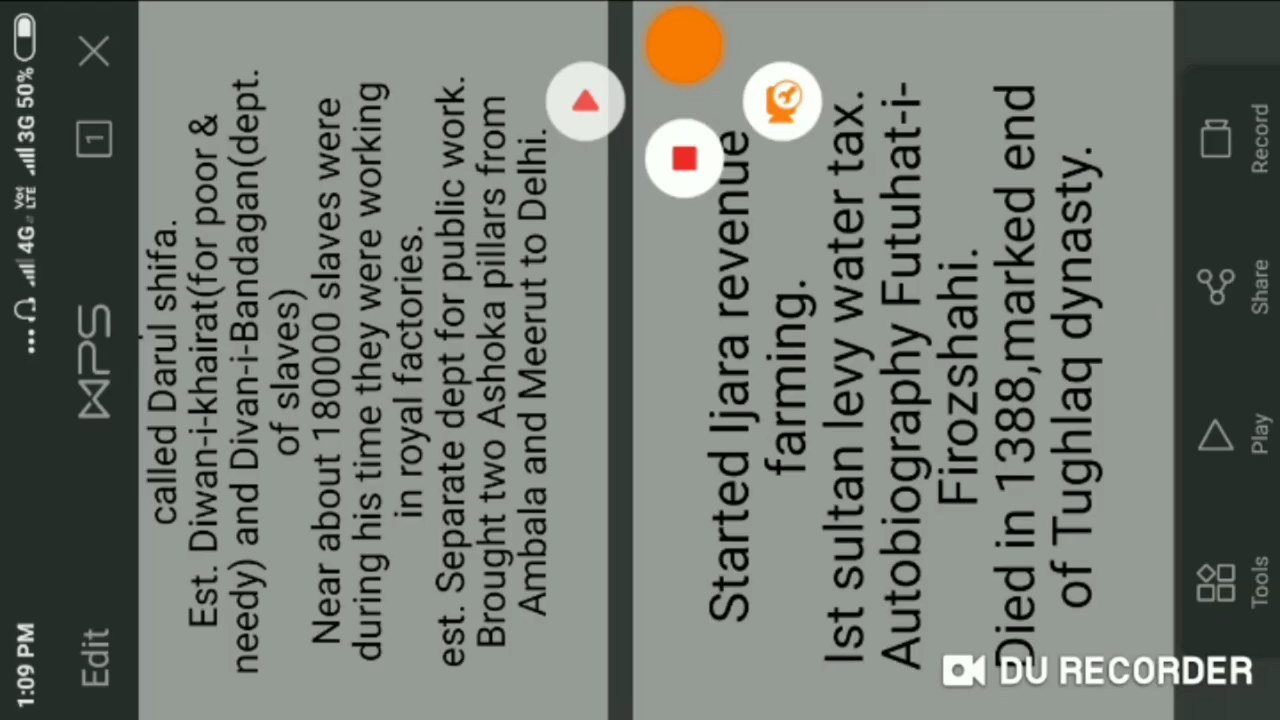 1:09 PM
... 4G VoI LTE 3G 50%
Edit
WPS
1
called Darul shifa.
Est. Diwan-i-khairat(for poor &
needy) and Divan-i-Bandagan(dept.
of slaves)
Near about 180000 slaves were
during his time they were working
in royal factories.
est. Separate dept for public work.
Brought two Ashoka pillars from
Ambala and Meerut to Delhi.
Started Ijara revenue
farming.
Ist sultan levy water tax.
Autobiography Futuhat-i-
Firozshahi.
Died in 1388,marked end
of Tughlaq dynasty.
Tools
Play
Share
Record
DU RECORDER